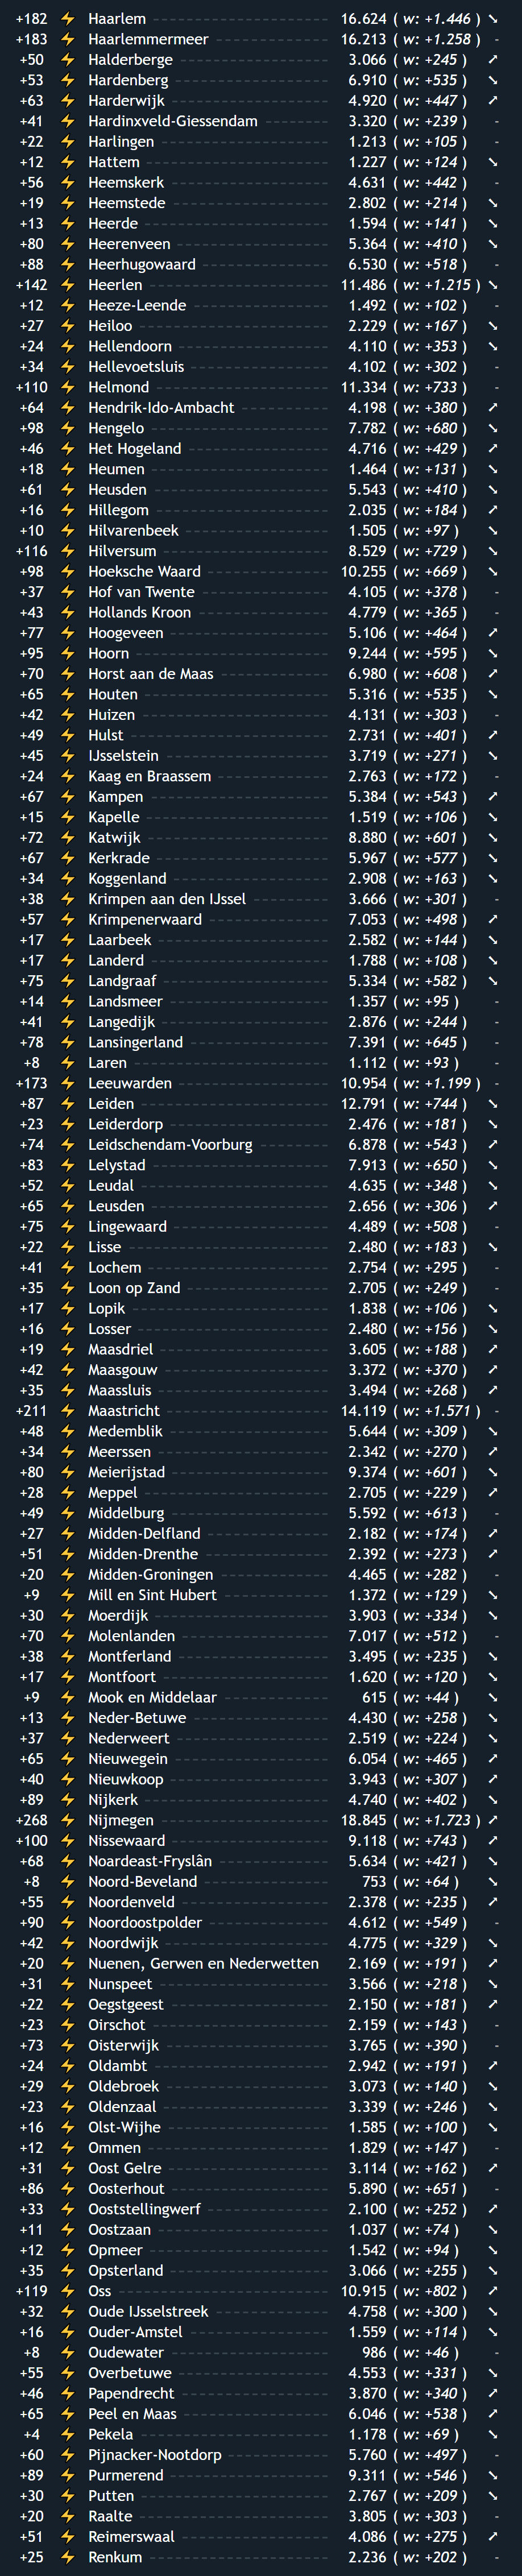 +182 ⚡ Haarlem 16.624 ( w: +1.446 ) ↘
+183 ⚡ Haarlemmermeer 16.213 ( w: +1.258 ) -
+50 ⚡ Halderberge 3.066 ( w: +245 ) ↗
+53 ⚡ Hardenberg 6.910 ( w: +535 ) ↘
+63 ⚡ Harderwijk 4.920 ( w: +447 ) ↗
+41 ⚡ Hardinxveld-Giessendam 3.320 ( w: +239 ) -
+22 ⚡ Harlingen 1.213 ( w: +105 ) -
+12 ⚡ Hattem 1.227 ( w: +124 ) ↘
+56 ⚡ Heemskerk 4.631 ( w: +442 ) -
+19 ⚡ Heemstede 2.802 ( w: +214 ) ↘
+13 ⚡ Heerde 1.594 ( w: +141 ) ↘
+80 ⚡ Heerenveen 5.364 ( w: +410 ) ↘
+88 ⚡ Heerhugowaard 6.530 ( w: +518 ) -
+142 ⚡ Heerlen 11.486 ( w: +1.215 ) ↘
+12 ⚡ Heeze-Leende 1.492 ( w: +102 )
+27 ⚡ Heiloo 2.229 ( w: +167 ) ↘
+24 ⚡ Hellendoorn 4.110 ( w: +353 ) ↘
+34 ⚡ Hellevoetsluis 4.102 ( w: +302 ) -
+110 ⚡ Helmond 11.334 ( w: +733 ) -
+64 ⚡ Hendrik-Ido-Ambacht 4.198 ( w: +380 ) ↗
+98 ⚡ Hengelo 7.782 ( w: +680 ) ↘
+46 ⚡ Het Hogeland 4.716 ( w: +429 ) ↗
+18 ⚡ Heumen 1.464 ( w: +131 ) ↘
+61 ⚡ Heusden 5.543 ( w: +410 ) ↘
+16 ⚡ Hillegom 2.035 ( w: +184 ) ↗
+10 ⚡ Hilvarenbeek 1.505 ( w: +97 ) ↘
+116 ⚡ Hilversum 8.529 ( w: +729 ) ↘
+98 ⚡ Hoeksche Waard 10.255 ( w: +669 ) ↘
+37 ⚡ Hof van Twente 4.105 ( w: +378 ) -
+43 ⚡ Hollands Kroon 4.779 ( w: +365 ) -
+77 ⚡ Hoogeveen 5.106 ( w: +464 ) ↗
+95 ⚡ Hoorn 9.244 ( w: +595 ) ↘
+70 ⚡ Horst aan de Maas 6.980 ( w: +608 ) ↗
+65 ⚡ Houten 5.316 ( w: +535 ) ↘
+42 ⚡ Huizen 4.131 ( w: +303 ) -
+49 ⚡ Hulst 2.731 ( w: +401 ) ↗
+45 ⚡ IJsselstein 3.719 ( w: +271 ) ↘
+24 ⚡ Kaag en Braassem 2.763 ( w: +172 ) -
+67 ⚡ Kampen 5.384 ( w: +543 ) ↗
+15 ⚡ Kapelle 1.519 ( w: +106 ) ↘
+72 ⚡ Katwijk 8.880 ( w: +601 ) ↘
+67 ⚡ Kerkrade 5.967 ( w: +577 ) ↘
+34 ⚡ Koggenland 2.908 ( w: +163 ) ↘
+38 ⚡ Krimpen aan den IJssel 3.666 ( w: +301 ) -
+57 ⚡ Krimpenerwaard 7.053 ( w: +498 ) ↗
+17 ⚡ Laarbeek 2.582 ( w: +144 ) ↘
+17 ⚡ Landerd 1.788 ( w: +108 ) ↘
+75 ⚡ Landgraaf 5.334 ( w: +582 ) ↘
+14 ⚡ Landsmeer 1.357 ( w: +95 ) -
+41 ⚡ Langedijk 2.876 ( w: +244 ) -
+78 ⚡ Lansingerland 7.391 ( w: +645 ) -
+8 ⚡ Laren 1.112 ( w: +93 ) -
+173 ⚡ Leeuwarden 10.954 ( w: +1.199 ) -
+87 ⚡ Leiden 12.791 ( w: +744 ) ↘
+23 ⚡ Leiderdorp 2.476 ( w: +181 ) ↘
+74 ⚡ Leidschendam-Voorburg 6.878 ( w: +543 ) ↗
+83 ⚡ Lelystad 7.913 ( w: +650 ) ↘
+52 ⚡ Leudal 4.635 ( w: +348 ) ↘
+65 ⚡ Leusden 2.656 ( w: +306 ) ↗
+75 ⚡ Lingewaard 4.489 ( w: +508 ) -
+22 ⚡ Lisse 2.480 ( w: +183 ) ↘
+41 ⚡ Lochem 2.754 ( w: +295 ) -
+35 ⚡ Loon op Zand 2.705 ( w: +249 ) -
+17 ⚡ Lopik 1.838 ( w: +106 ) ↘
+16 ⚡ Losser 2.480 ( w: +156 ) ↘
+19 ⚡ Maasdriel 3.605 ( w: +188 ) ↗
+42 ⚡ Maasgouw 3.372 ( w: +370 ) ↗
+35 ⚡ Maassluis 3.494 ( w: +268 ) ↗
+211 ⚡ Maastricht 14.119 ( w: +1.571 ) -
+48 ⚡ Medemblik 5.644 ( w: +309 ) ↘
+34 ⚡ Meerssen 2.342 ( w: +270 ) ↗
+80 ⚡ Meierijstad 9.374 ( w: +601 ) ↘
+28 ⚡ Meppel 2.705 ( w: +229 ) ↗
+49 ⚡ Middelburg 5.592 ( w: +613 ) -
+27 ⚡ Midden-Delfland 2.182 ( w: +174 ) ↗
+51 ⚡ Midden-Drenthe 2.392 ( w: +273 ) ↗
+20 ⚡ Midden-Groningen 4.465 ( w: +282 ) -
+9 ⚡ Mill en Sint Hubert 1.372 ( w: +129 ) ↘
+30 ⚡ Moerdijk 3.903 ( w: +334 ) ↘
+70 ⚡ Molenlanden 7.017 ( w: +512 ) -
+38 ⚡ Montferland 3.495 ( w: +235 ) ↘
+17 ⚡ Montfoort 1.620 ( w: +120 ) ↘
+9 ⚡ Mook en Middelaar 615 ( w: +44 ) ↘
+13 ⚡ Neder-Betuwe 4.430 ( w: +258 ) ↘
+37 ⚡ Nederweert 2.519 ( w: +224 ) ↘
+65 ⚡ Nieuwegein 6.054 ( w: +465 ) ↗
+40 ⚡ Nieuwkoop 3.943 ( w: +307 ) ↗
+89 ⚡ Nijkerk 4.740 ( w: +402 ) ↘
+268 ⚡ Nijmegen 18.845 ( w: +1.723 ) ↗
+100 ⚡ Nissewaard 9.118 ( w: +743 ) ↗
+68 ⚡ Noardeast-Fryslân 5.634 ( w: +421 ) ↘
+8 ⚡ Noord-Beveland 753 ( w: +64 ) ↘
+55 ⚡ Noordenveld 2.378 ( w: +235 ) ↗
+90 ⚡ Noordoostpolder 4.612 ( w: +549 ) -
+42 ⚡ Noordwijk 4.775 ( w: +329 ) ↘
+20 ⚡ Nuenen, Gerwen en Nederwetten 2.169 ( w: +191 ) ↗
+31 ⚡ Nunspeet 3.566 ( w: +218 ) ↘
+22 ⚡ Oegstgeest 2.150 ( w: +181 ) ↗
+23 ⚡ Oirschot 2.159 ( w: +143 ) -
+73 ⚡ Oisterwijk 3.765 ( w: +390 ) -
+24 ⚡ Oldambt 2.942 ( w: +191 ) ↗
+29 ⚡ Oldebroek 3.073 ( w: +140 ) ↘
+23 ⚡ Oldenzaal 3.339 ( w: +246 ) ↘
+16 ⚡ Olst-Wijhe 1.585 ( w: +100 ) ↘
+12 ⚡ Ommen 1.829 ( w: +147 ) -
+31 ⚡ Oost Gelre 3.114 ( w: +162 ) ↗
+86 ⚡ Oosterhout 5.890 ( w: +651 ) -
+33 ⚡ Ooststellingwerf 2.100 ( w: +252 ) ↗
+11 ⚡ Oostzaan 1.037 ( w: +74 ) ↘
+12 ⚡ Opmeer 1.542 ( w: +94 ) ↘
+35 ⚡ Opsterland 3.066 ( w: +255 ) ↘
+119 ⚡ Oss 10.915 ( w: +802 ) ↗
+32 ⚡ Oude IJsselstreek 4.758 ( w: +300 ) ↘
+16 ⚡ Ouder-Amstel 1.559 ( w: +114 ) ↘
+8 ⚡ Oudewater 986 ( w: +46 ) -
+55 ⚡ Overbetuwe 4.553 ( w: +331 ) ↘
+46 ⚡ Papendrecht 3.870 ( w: +340 ) ↗
+65 ⚡ Peel en Maas 6.046 ( w: +538 ) ↗
+4 ⚡ Pekela 1.178 ( w: +69 ) ↘
+60 ⚡ Pijnacker-Nootdorp 5.760 ( w: +497 ) -
+89 ⚡ Purmerend 9.311 ( w: +546 ) ↘
+30 ⚡ Putten 2.767 ( w: +209 ) ↘
+20 ⚡ Raalte 3.805 ( w: +303 ) -
+51 ⚡ Reimerswaal 4.086 ( w: +275 ) ↗
+25 ⚡ Renkum 2.236 ( w: +202 ) -